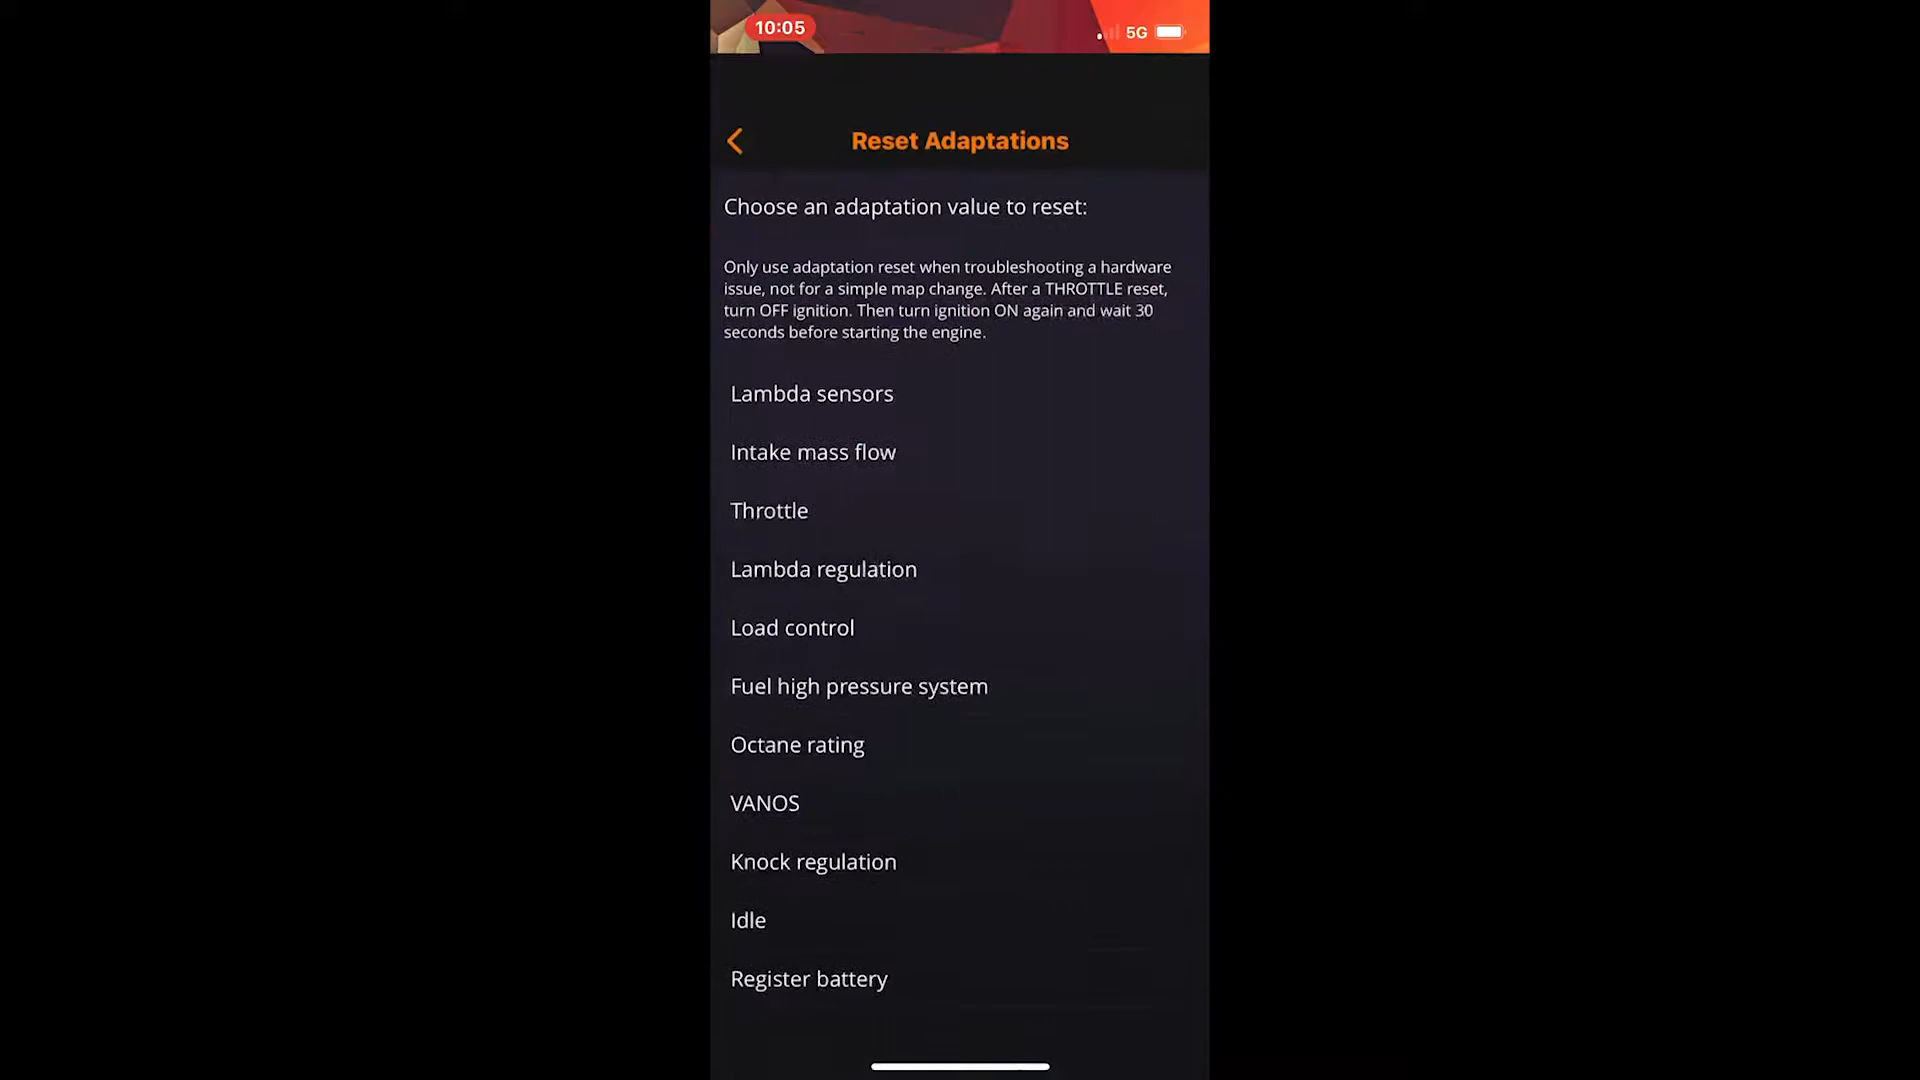 10:05
5G
Reset Adaptations
Choose an adaptation value to reset:
Only use adaptation reset when troubleshooting a hardware
issue, not for a simple map change. After a THROTTLE reset,
turn OFF ignition. Then turn ignition ON again and wait 30
seconds before starting the engine.
Lambda sensors
Intake mass flow
Throttle
Lambda regulation
Load control
Fuel high pressure system
Octane rating
VANOS
Knock regulation
Idle
Register battery